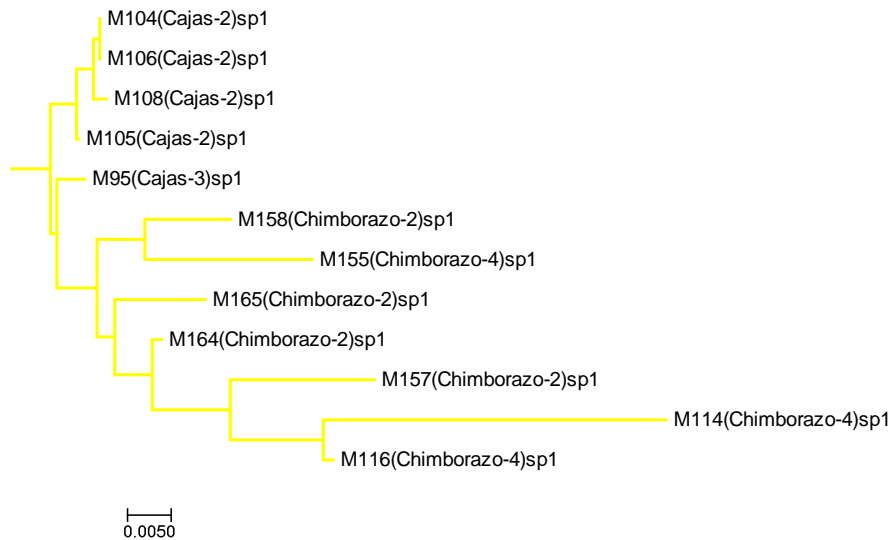 M104(Cajas-2)sp1
M106(Cajas-2)sp1
M108(Cajas-2)sp1
M105(Cajas-2)sp1
M95(Cajas-3)sp1
M158(Chimborazo-2)sp1
M155(Chimborazo-4)sp1
M165(Chimborazo-2)sp1
M164(Chimborazo-2)sp1
M157(Chimborazo-2)sp1
M114(Chimborazo-4)sp1
M116(Chimborazo-4)sp1
0.0050